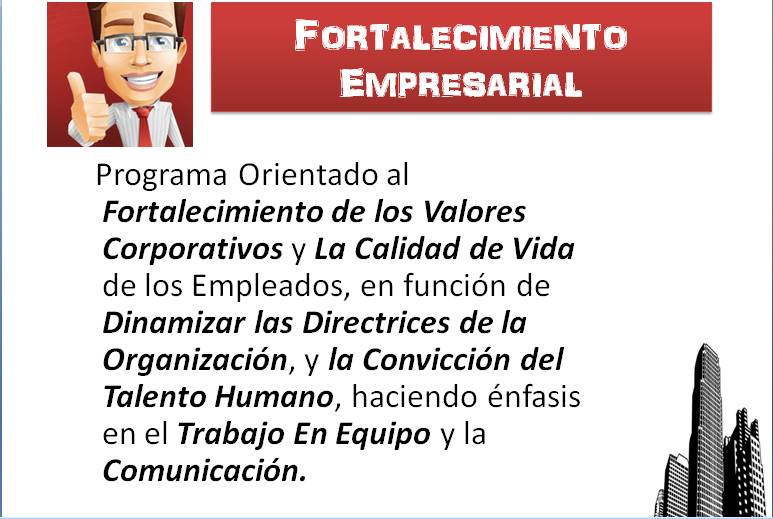 FORTALECIMIENTO
EMPRESARIAL
Programa Orientado al
Fortalecimiento de los Valores
Corporativos y La Calidad de Vida
de los Empleados, en función de
Dinamizar las Directrices de la
Organización, y la Convicción del
Talento Humano, haciendo énfasis
en el Trabajo En Equipo y la
Comunicación.